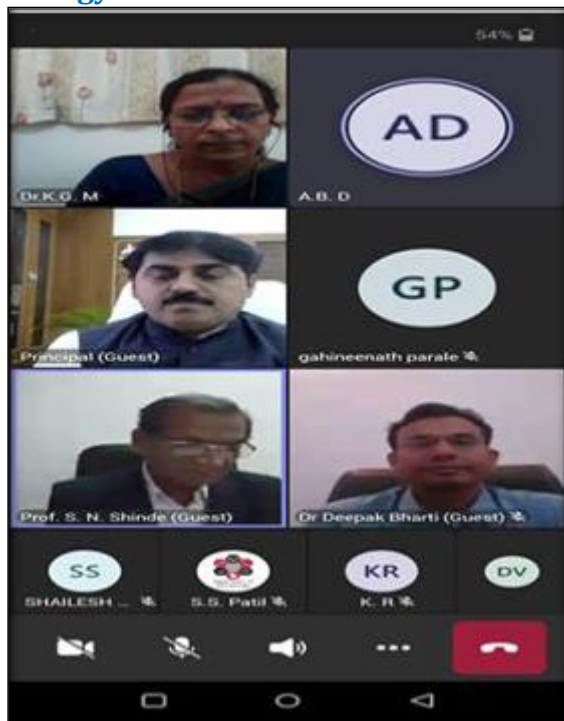 54%
AD
Dr.K.G. M
A.B. D
GP
Principal (Guest)
gahineenath parale
Prof. S. N. Shinde (Guest)
Dr Deepak Bharti (Guest)
SS
KR
DV
SHAILESH ...
S.S. Patil
K. R